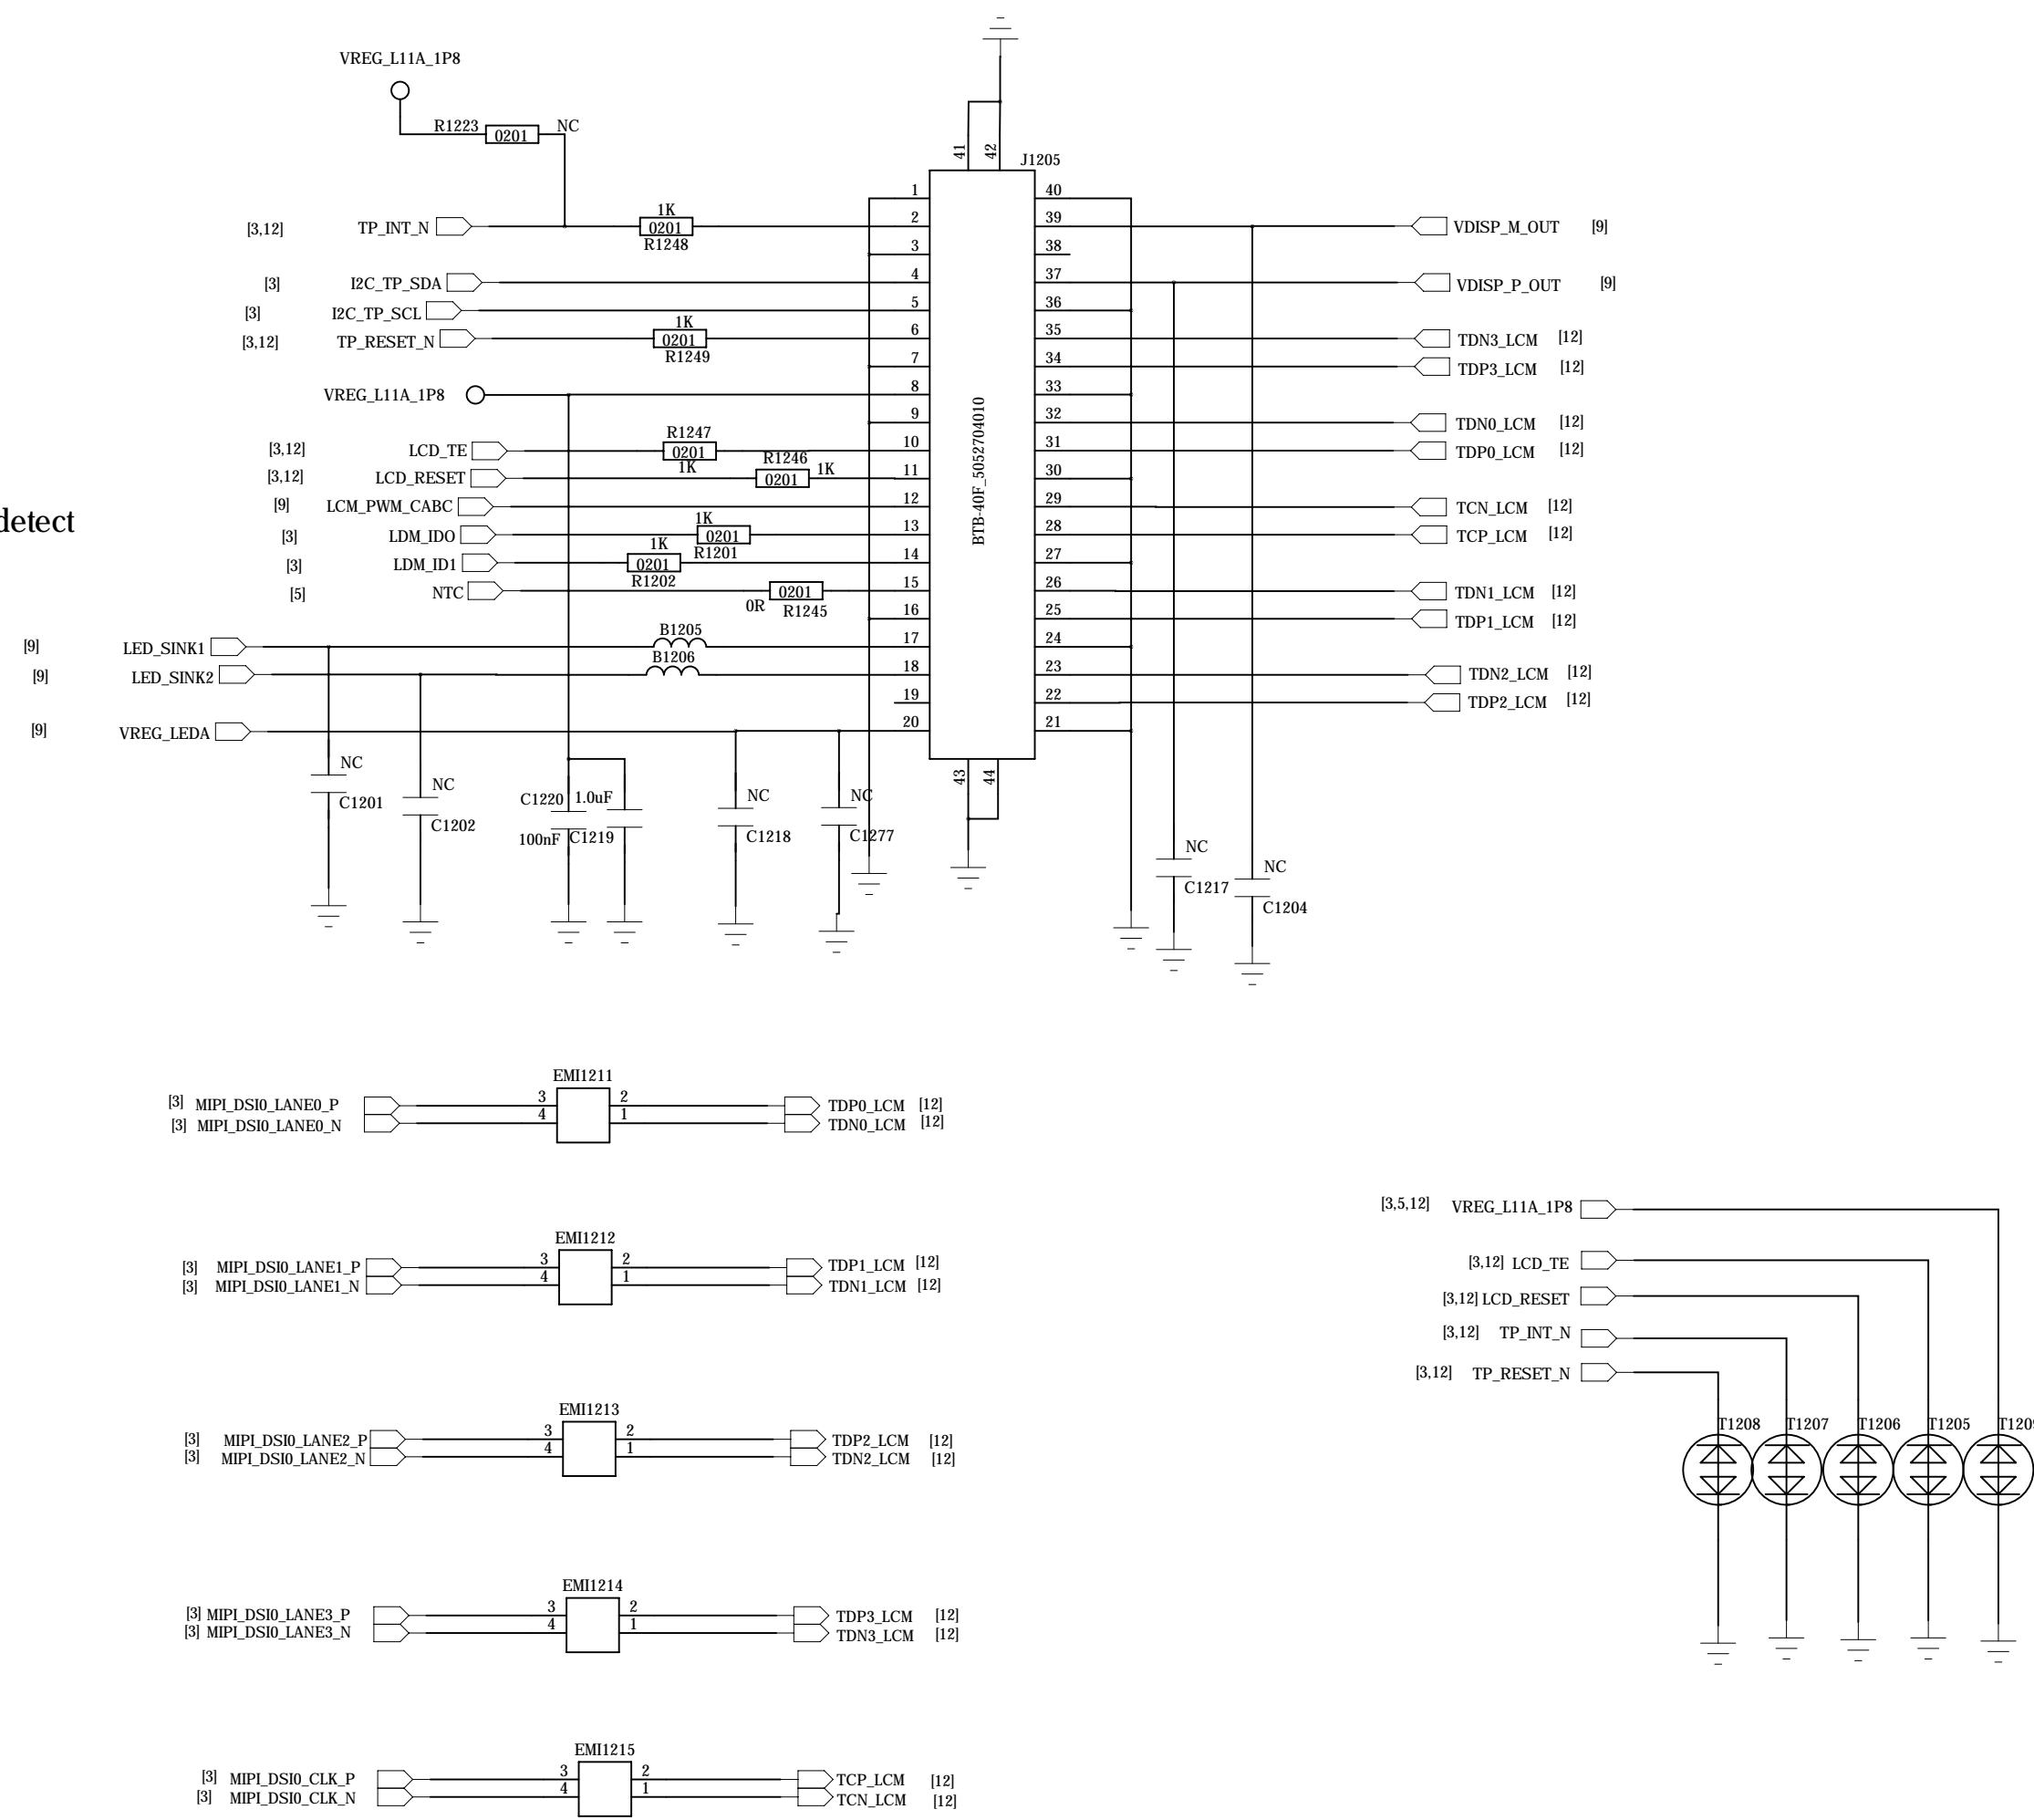 VREG_L11A_1P8
R1223 0201 NC
41 42
J1205
1 40
[3,12] TP_INT_N 1K 0201 R1248 2 39 VDISP_M_OUT [9]
3 38
[3] I2C_TP_SDA 4 37 VDISP_P_OUT [9]
[3] I2C_TP_SCL 5 36
[3,12] TP_RESET_N 1K 0201 R1249 6 35 TDN3_LCM [12]
7 34 TDP3_LCM [12]
VREG_L11A_1P8 8 33
9 32 TDN0_LCM [12]
[3,12] LCD_TE R1247 0201 1K 10 31 TDP0_LCM [12]
[3,12] LCD_RESET R1246 0201 1K 11 30
[9] LCM_PWM_CABC 12 29 TCN_LCM [12]
detect
[3] LDM_IDO 1K 0201 R1201 13 28 TCP_LCM [12]
[3] LDM_ID1 1K 0201 R1202 14 27
[5] NTC 0R 0201 R1245 15 26 TDN1_LCM [12]
16 25 TDP1_LCM [12]
[9] LED_SINK1 B1205 17 24
[9] LED_SINK2 B1206 18 23 TDN2_LCM [12]
19 22 TDP2_LCM [12]
[9] VREG_LEDA 20 21
BTB-40F_5052704010
43 44
NC C1201
NC C1202
C1220 100nF
1.0uF C1219
NC C1218
NC C1277
NC C1217
NC C1204
EMI1211
[3] MIPI_DSI0_LANE0_P 3 2 TDP0_LCM [12]
[3] MIPI_DSI0_LANE0_N 4 1 TDN0_LCM [12]
EMI1212
[3] MIPI_DSI0_LANE1_P 3 2 TDP1_LCM [12]
[3] MIPI_DSI0_LANE1_N 4 1 TDN1_LCM [12]
EMI1213
[3] MIPI_DSI0_LANE2_P 3 2 TDP2_LCM [12]
[3] MIPI_DSI0_LANE2_N 4 1 TDN2_LCM [12]
EMI1214
[3] MIPI_DSI0_LANE3_P 3 2 TDP3_LCM [12]
[3] MIPI_DSI0_LANE3_N 4 1 TDN3_LCM [12]
EMI1215
[3] MIPI_DSI0_CLK_P 3 2 TCP_LCM [12]
[3] MIPI_DSI0_CLK_N 4 1 TCN_LCM [12]
[3,5,12] VREG_L11A_1P8
[3,12] LCD_TE
[3,12] LCD_RESET
[3,12] TP_INT_N
[3,12] TP_RESET_N
T1208 T1207 T1206 T1205 T1209